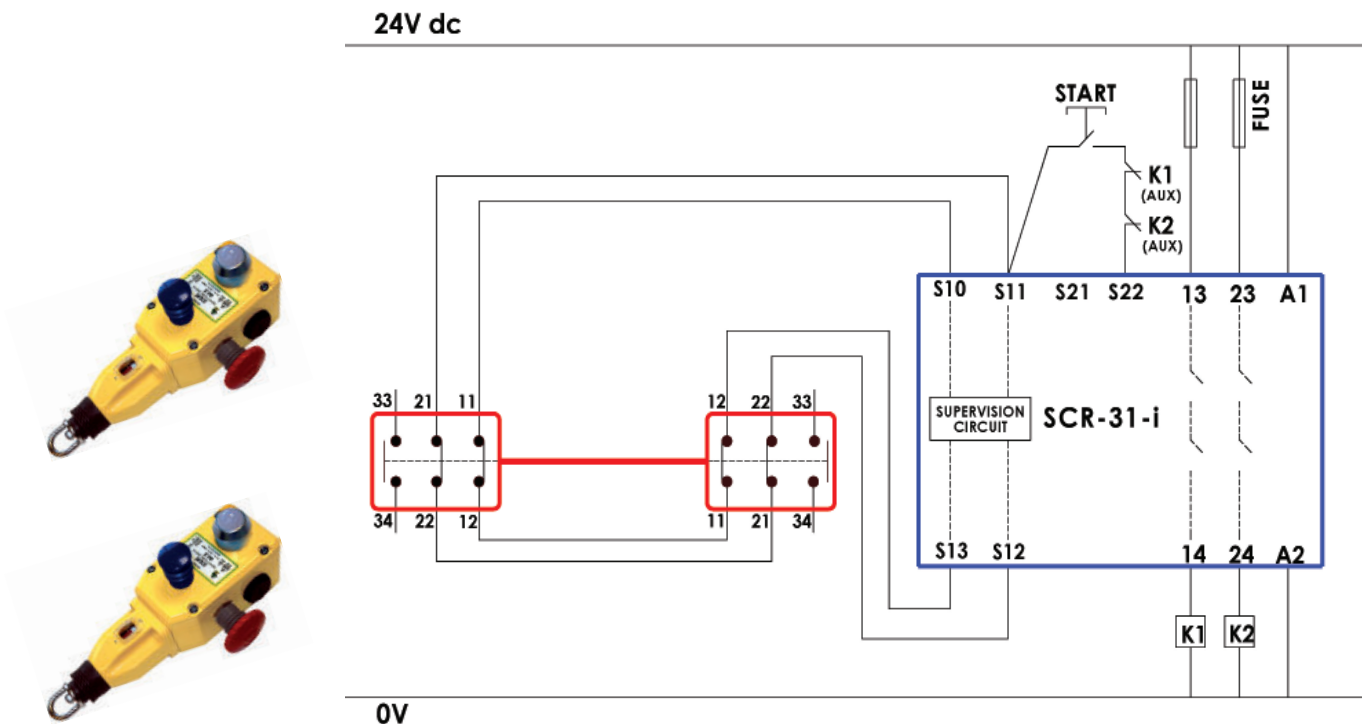 24V dc
START
FUSE
K1
(AUX)
K2
(AUX)
S10 S11 S21 S22 13 23 A1
33 21 11
12 22 33
SUPERVISION
CIRCUIT
SCR-31-i
34 22 12
11 21 34
S13 S12 14 24 A2
K1 K2
0V